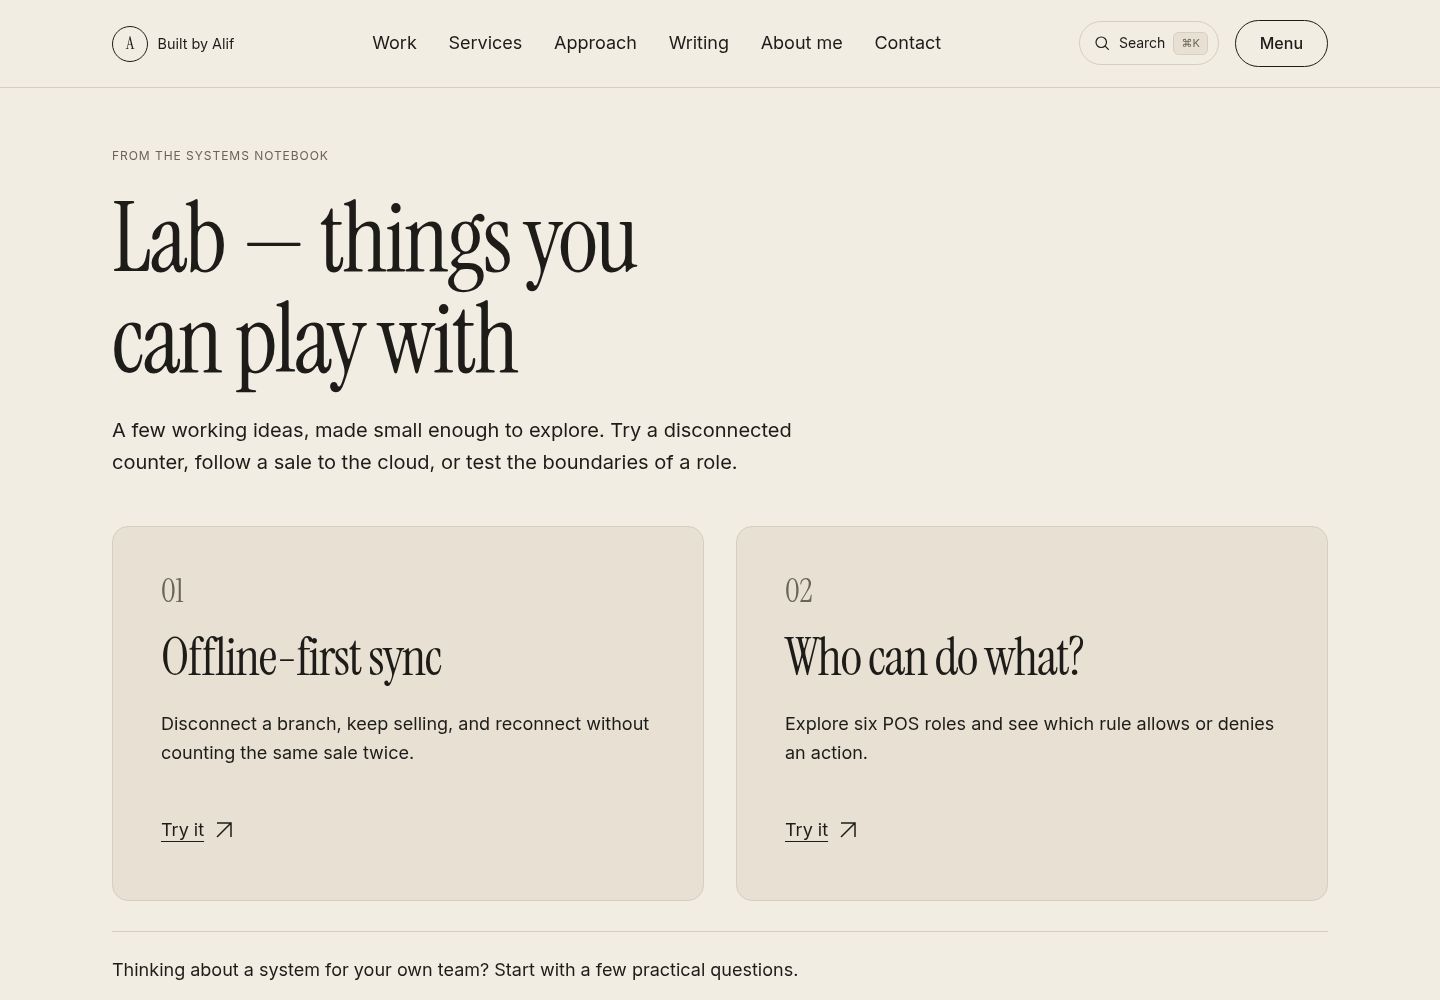 A
Built by Alif
Work
Services
Approach
Writing
About me
Contact
Search
⌘K
Menu
FROM THE SYSTEMS NOTEBOOK
Lab — things you
can play with
A few working ideas, made small enough to explore. Try a disconnected
counter, follow a sale to the cloud, or test the boundaries of a role.
01
Offline-first sync
Disconnect a branch, keep selling, and reconnect without
counting the same sale twice.
Try it
02
Who can do what?
Explore six POS roles and see which rule allows or denies
an action.
Try it
Thinking about a system for your own team? Start with a few practical questions.